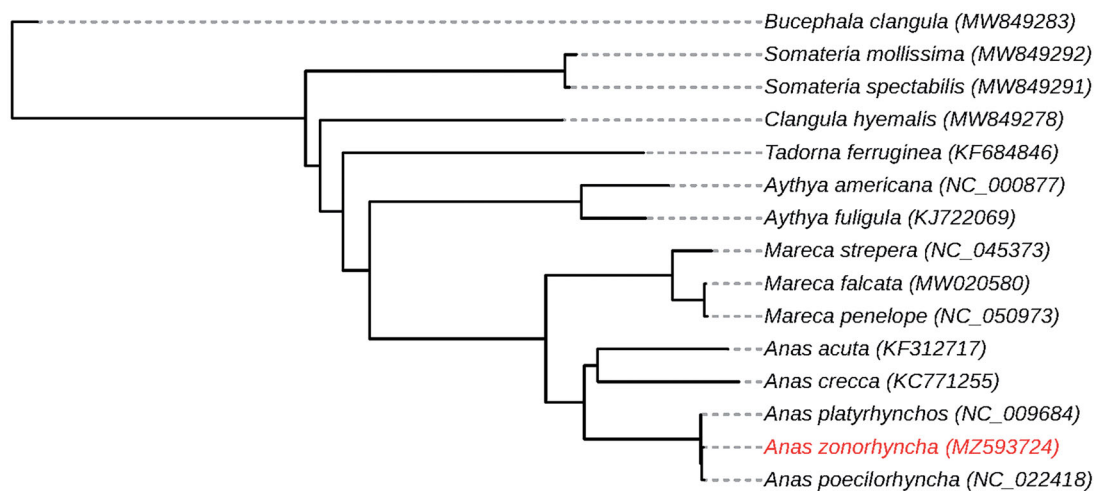 Bucephala clangula (MW849283)
Somateria mollissima (MW849292)
Somateria spectabilis (MW849291)
Clangula hyemalis (MW849278)
Tadorna ferruginea (KF684846)
Aythya americana (NC_000877)
Aythya fuligula (KJ722069)
Mareca strepera (NC_045373)
Mareca falcata (MW020580)
Mareca penelope (NC_050973)
Anas acuta (KF312717)
Anas crecca (KC771255)
Anas platyrhynchos (NC_009684)
Anas zonorhyncha (MZ593724)
Anas poecilorhyncha (NC_022418)